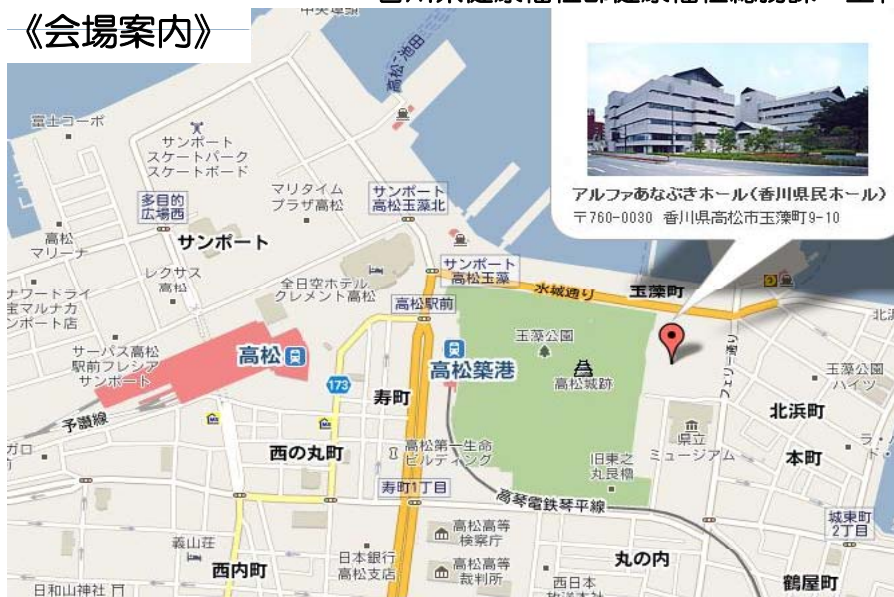 《会場案内》
高松-池田
アルファあなぶきホール(香川県民ホール)
〒760-0030 香川県高松市玉藻町9-10
富士コーポ
サンポート
スケートパーク
スケートボード
多目的
広場西
マリタイム
プラザ高松
サンポート
高松玉藻北
サンポート
高松
マリーナ
レクサス
高松
全日空ホテル
クレメント高松
サンポート
高松玉藻
高松駅前
水城通り
玉藻町
サーパス高松
駅前フレシア
サンポート
高松
高松築港
玉藻公園
高松城跡
フェリー通り
玉藻公園
ハイツ
173
予讃線
寿町
北浜町
県立
ミュージアム
本町
西の丸町
高松第一生命
ビルディング
旧東之
丸艮櫓
寿町1丁目
高琴電鉄琴平線
城東町
2丁目
高松高等
検察庁
義山荘
日本銀行
高松支店
高松高等
裁判所
丸の内
西内町
西日本
鶴屋町
日和山神社